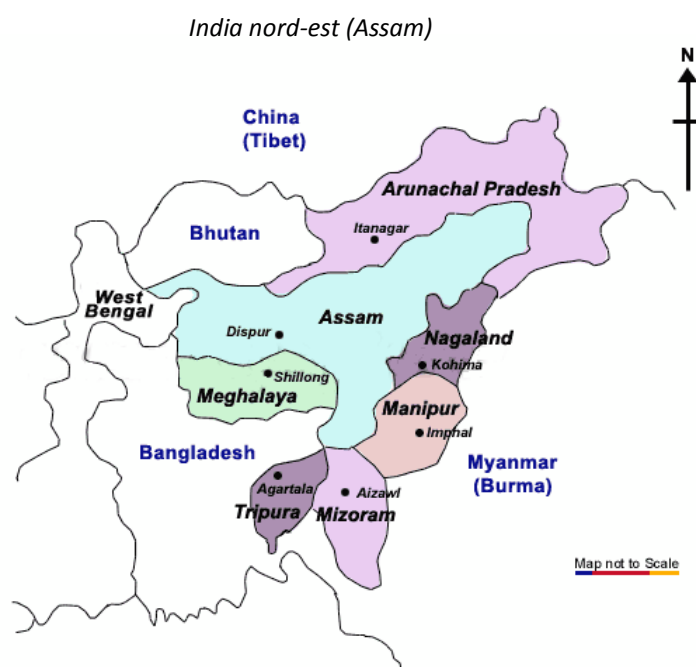 India nord-est (Assam)
N
China
(Tibet)
Arunachal Pradesh
Itanagar
Bhutan
West
Bengal
Assam
Dispur
Nagaland
Kohima
Shillong
Meghalaya
Manipur
Imphal
Bangladesh
Myanmar
(Burma)
Agartala
Tripura
Aizawl
Mizoram
Map not to Scale